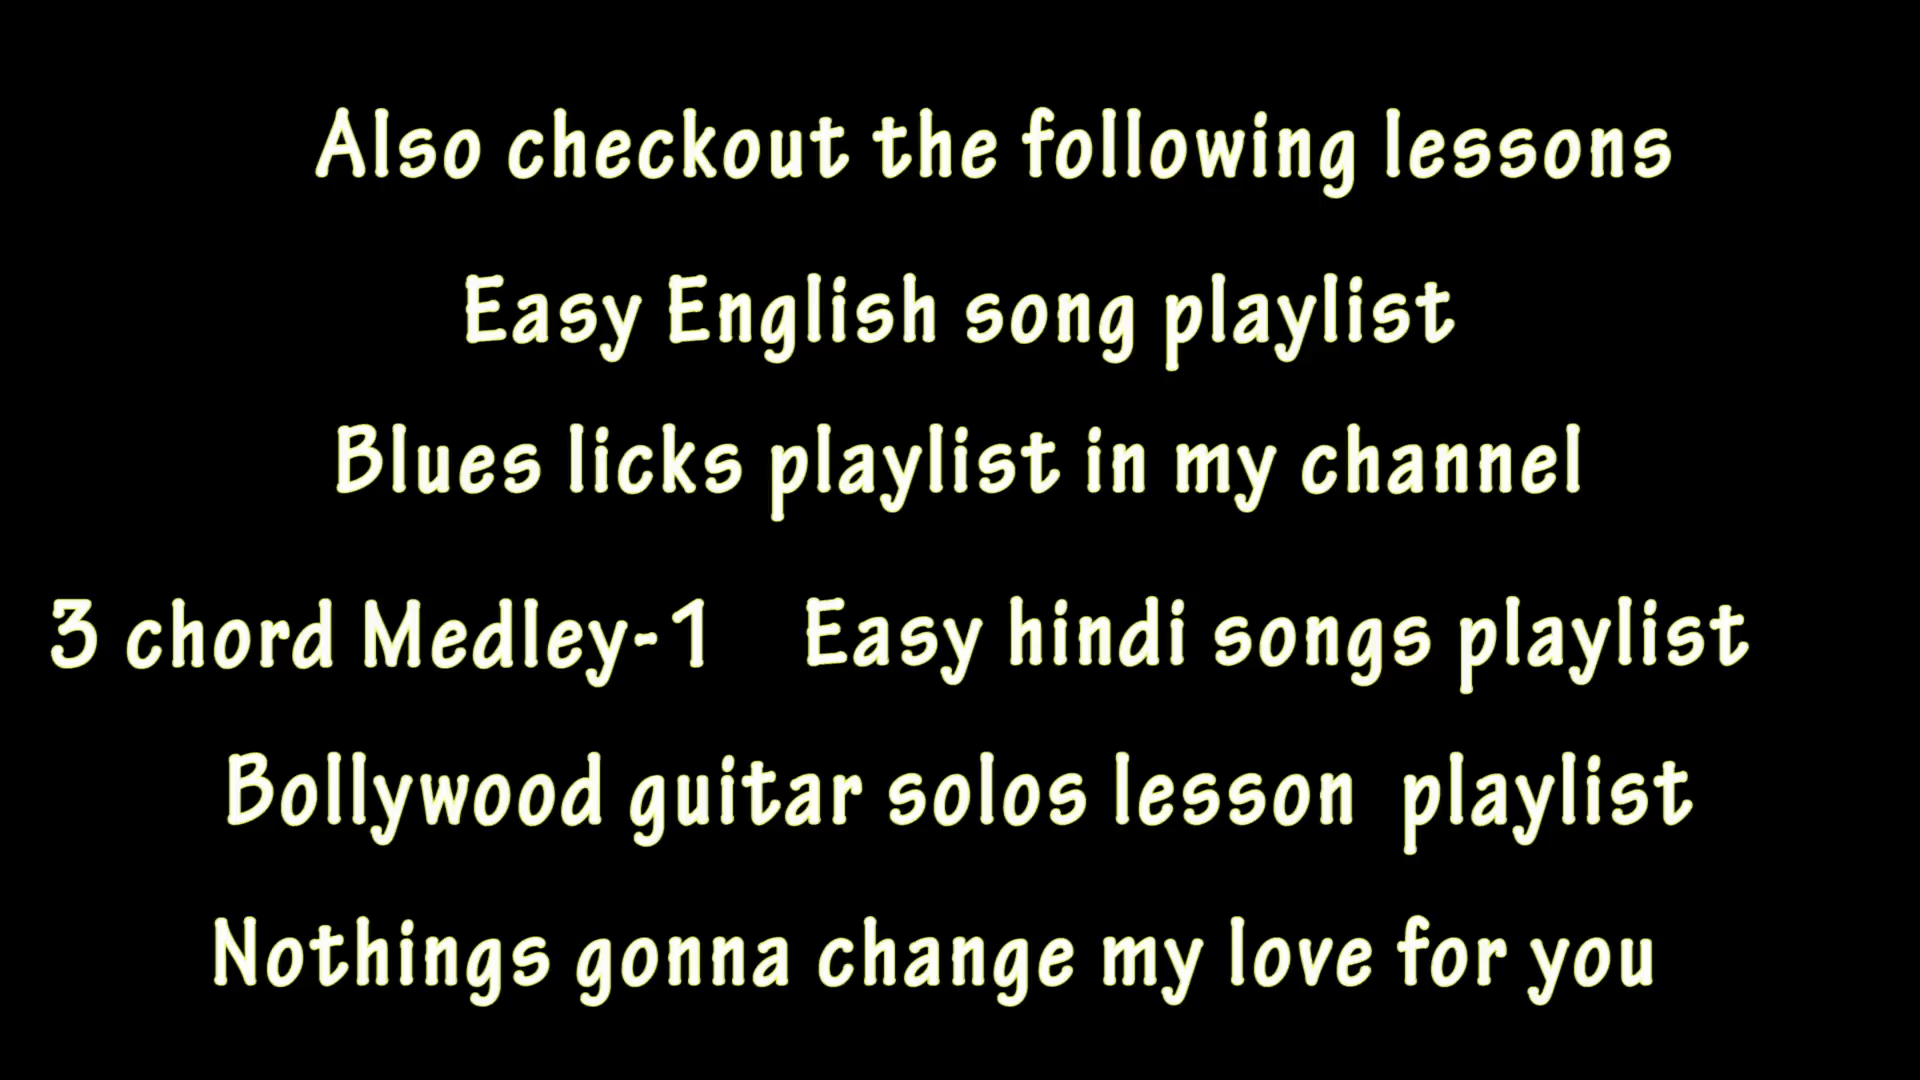 Also checkout the following lessons
Easy English song playlist
Blues licks playlist in my channel
3 chord Medley-1 Easy hindi songs playlist
Bollywood guitar solos lesson playlist
Nothings gonna change my love for you